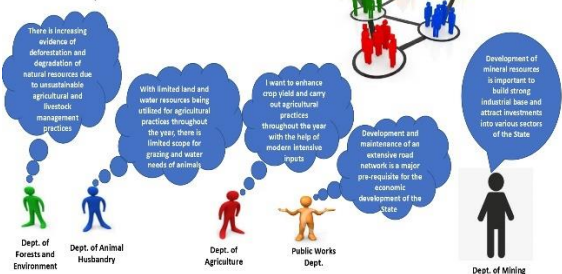 There is increasing
evidence of
deforestation and
degradation of
natural resources due
to unsustainable
agricultural and
livestock
management
practices
With limited land and
water resources being
utilized for agricultural
practices throughout
the year, there is
limited scope for
grazing and water
needs of animals
I want to enhance
crop yield and carry
out agricultural
practices
throughout the year
with the help of
modern intensive
inputs
Development and
maintenance of an
extensive road
network is a major
pre-requisite for the
economic
development of the
State
Development of
mineral resources
is important to
build strong
industrial base and
attract investments
into various sectors
of the State
Dept. of
Forests and
Environment
Dept. of Animal
Husbandry
Dept. of
Agriculture
Public Works
Dept.
Dept. of Mining